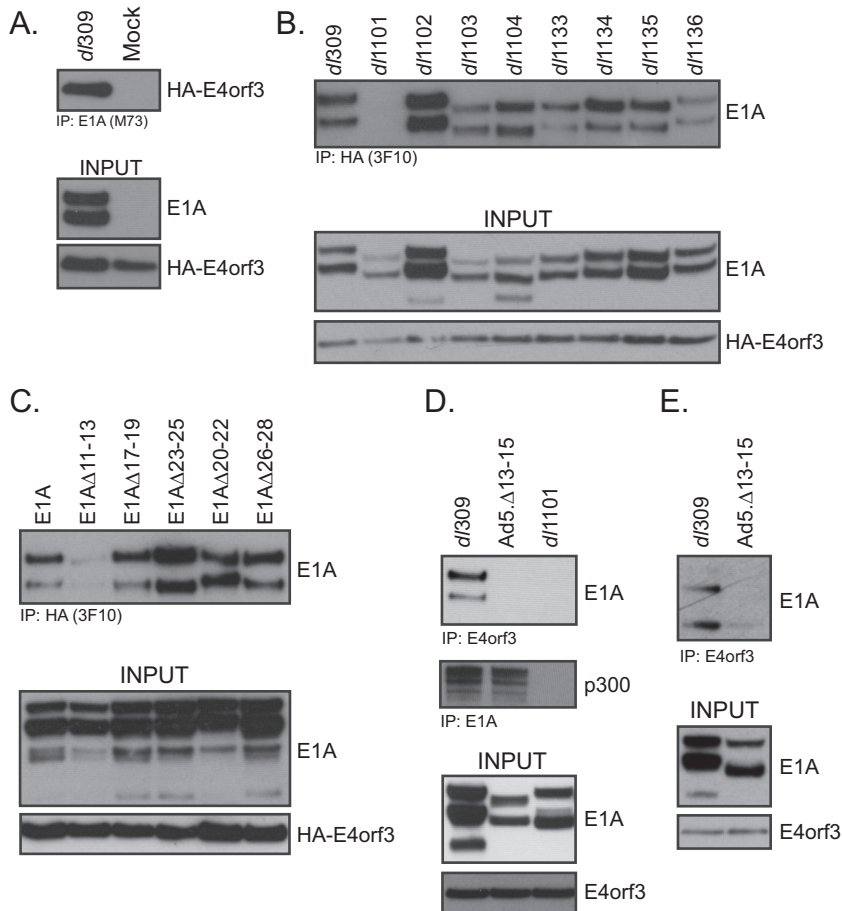 A.
dl309
Mock
HA-E4orf3
IP: E1A (M73)
INPUT
E1A
HA-E4orf3
B.
dl309
dl1101
dl1102
dl1103
dl1104
dl1133
dl1134
dl1135
dl1136
E1A
IP: HA (3F10)
INPUT
E1A
HA-E4orf3
C.
E1A
E1AΔ11-13
E1AΔ17-19
E1AΔ23-25
E1AΔ20-22
E1AΔ26-28
E1A
IP: HA (3F10)
INPUT
E1A
HA-E4orf3
D.
dl309
Ad5.Δ13-15
dl1101
E1A
IP: E4orf3
p300
IP: E1A
INPUT
E1A
E4orf3
E.
dl309
Ad5.Δ13-15
E1A
IP: E4orf3
INPUT
E1A
E4orf3